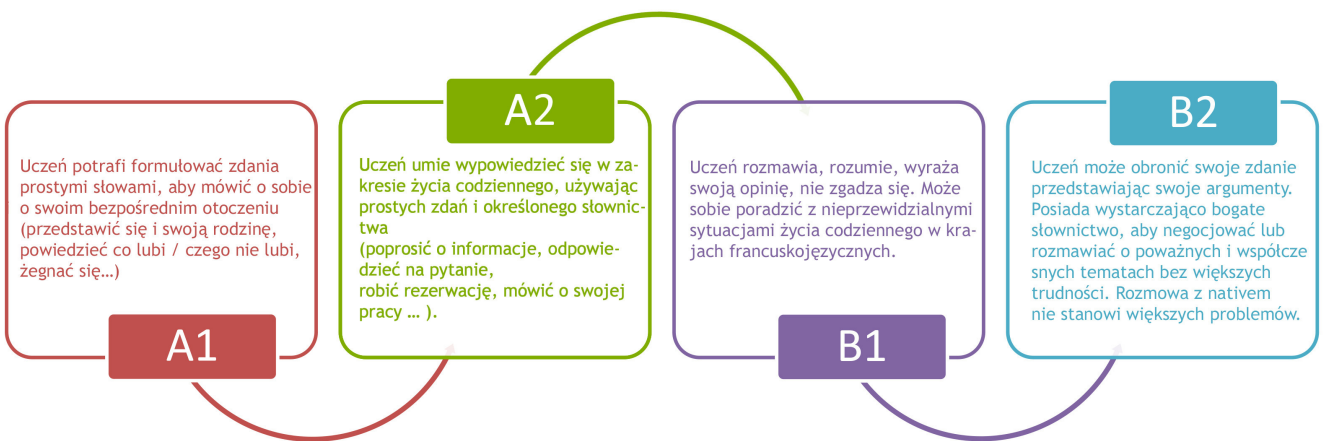 Uczeń potrafi formułować zdania
prostymi słowami, aby mówić o sobie
o swoim bezpośrednim otoczeniu
(przedstawić się i swoją rodzinę,
powiedzieć co lubi / czego nie lubi,
żegnać się…)
A1
A2
Uczeń umie wypowiedzieć się w za-
kresie życia codziennego, używając
prostych zdań i określonego słownic-
twa
(poprosić o informacje, odpowie-
dzieć na pytanie,
robić rezerwację, mówić o swojej
pracy … ).
Uczeń rozmawia, rozumie, wyraża
swoją opinię, nie zgadza się. Może
sobie poradzić z nieprzewidzialnymi
sytuacjami życia codziennego w kra-
jach francuskojęzycznych.
B1
B2
Uczeń może obronić swoje zdanie
przedstawiając swoje argumenty.
Posiada wystarczająco bogate
słownictwo, aby negocjować lub
rozmawiać o poważnych i współcze
snych tematach bez większych
trudności. Rozmowa z nativem
nie stanowi większych problemów.